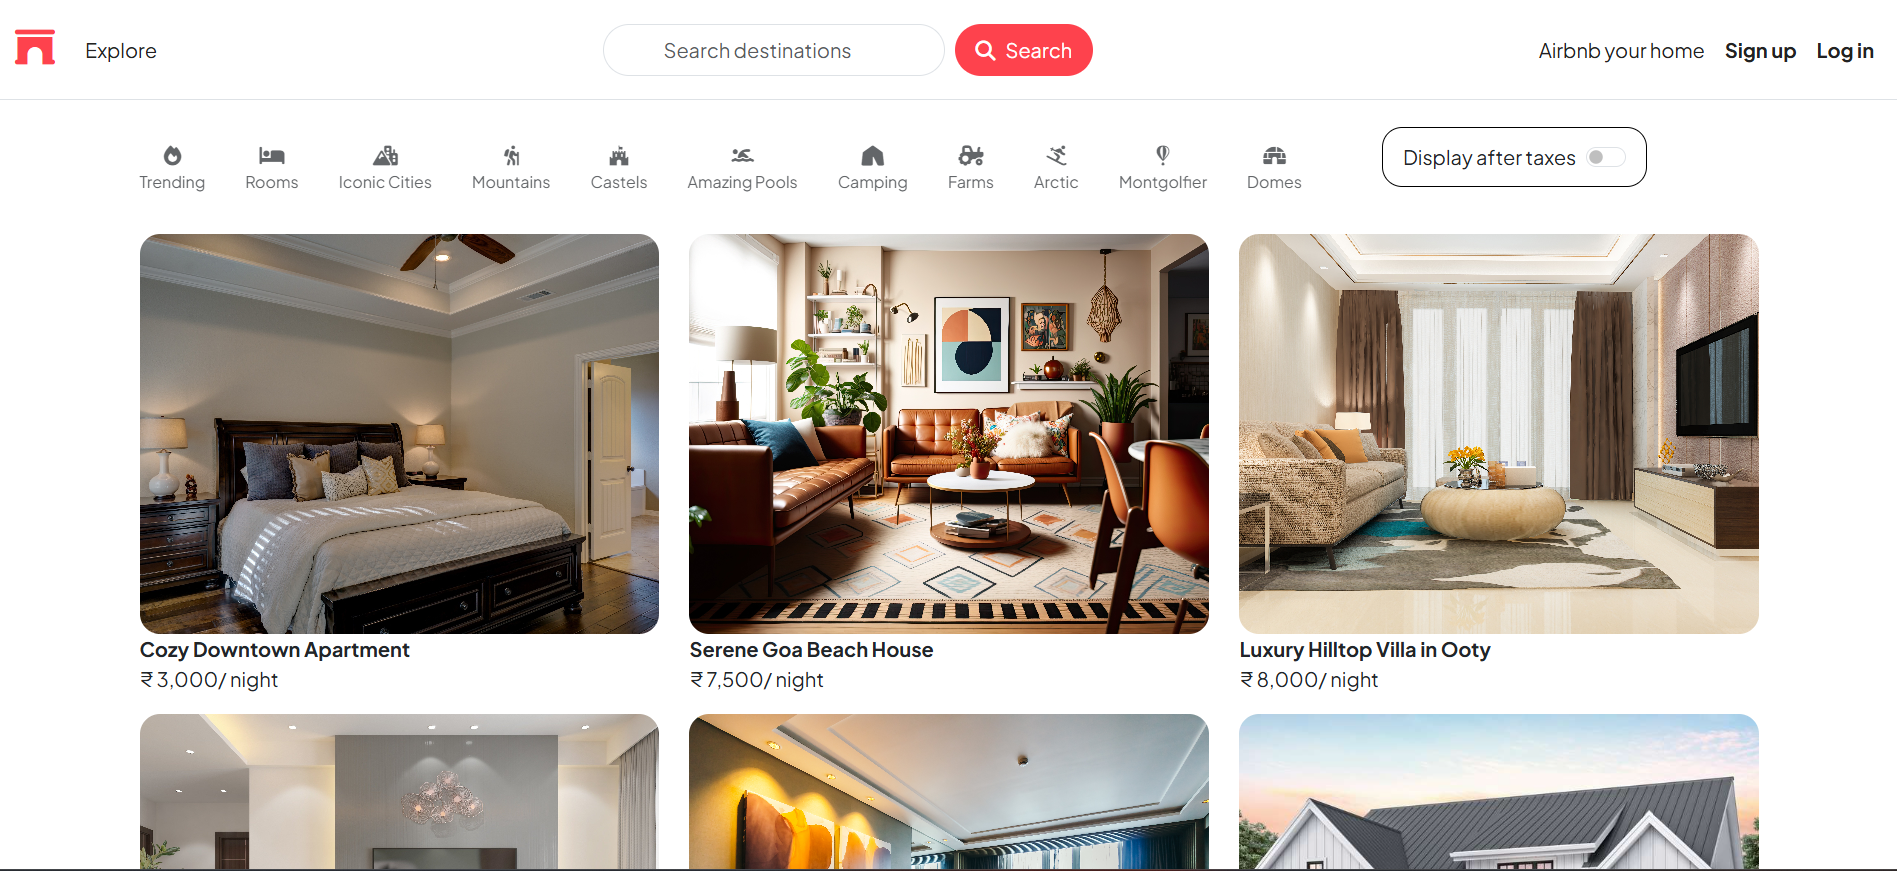 Explore
Search destinations
Search
Airbnb your home
Sign up
Log in
Trending
Rooms
Iconic Cities
Mountains
Castels
Amazing Pools
Camping
Farms
Arctic
Montgolfier
Domes
Display after taxes
Cozy Downtown Apartment
₹ 3,000/ night
Serene Goa Beach House
₹ 7,500/ night
Luxury Hilltop Villa in Ooty
₹ 8,000/ night